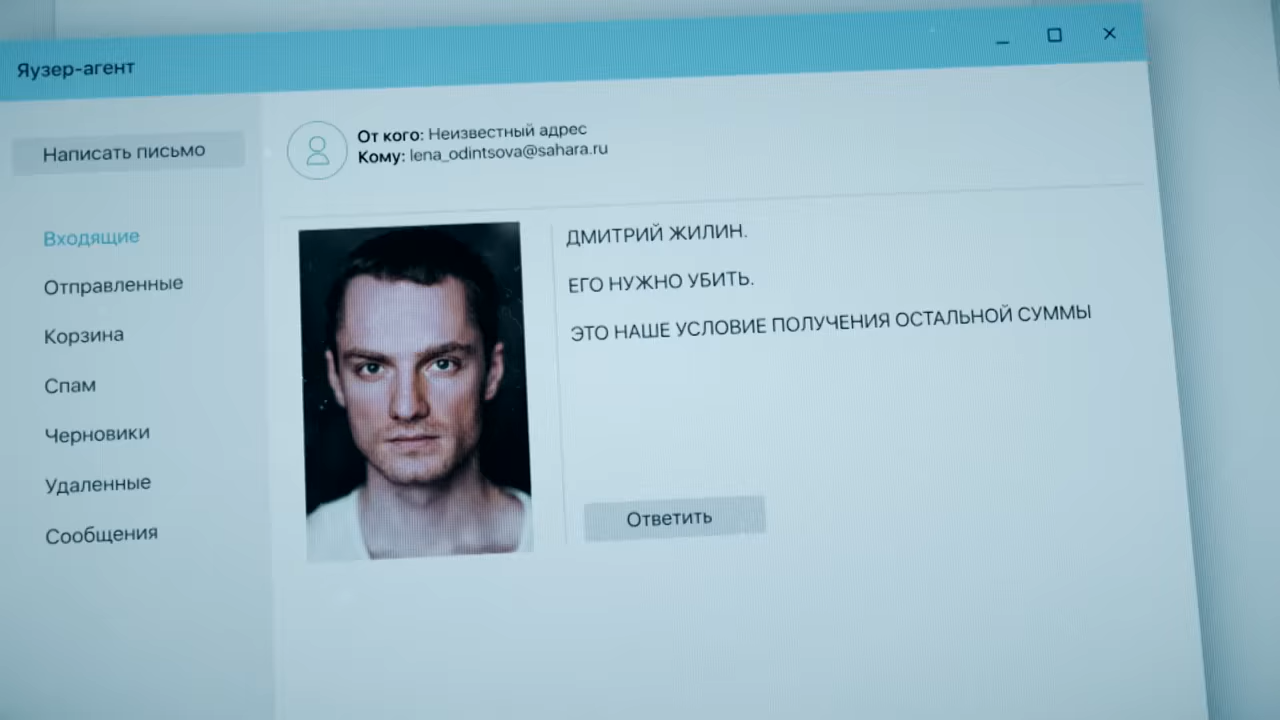 Яузер-агент
Написать письмо
От кого: Неизвестный адрес
Кому: lena_odintsova@sahara.ru
Входящие
Отправленные
Корзина
Спам
Черновики
Удаленные
Сообщения
ДМИТРИЙ ЖИЛИН.
ЕГО НУЖНО УБИТЬ.
ЭТО НАШЕ УСЛОВИЕ ПОЛУЧЕНИЯ ОСТАЛЬНОЙ СУММЫ
Ответить